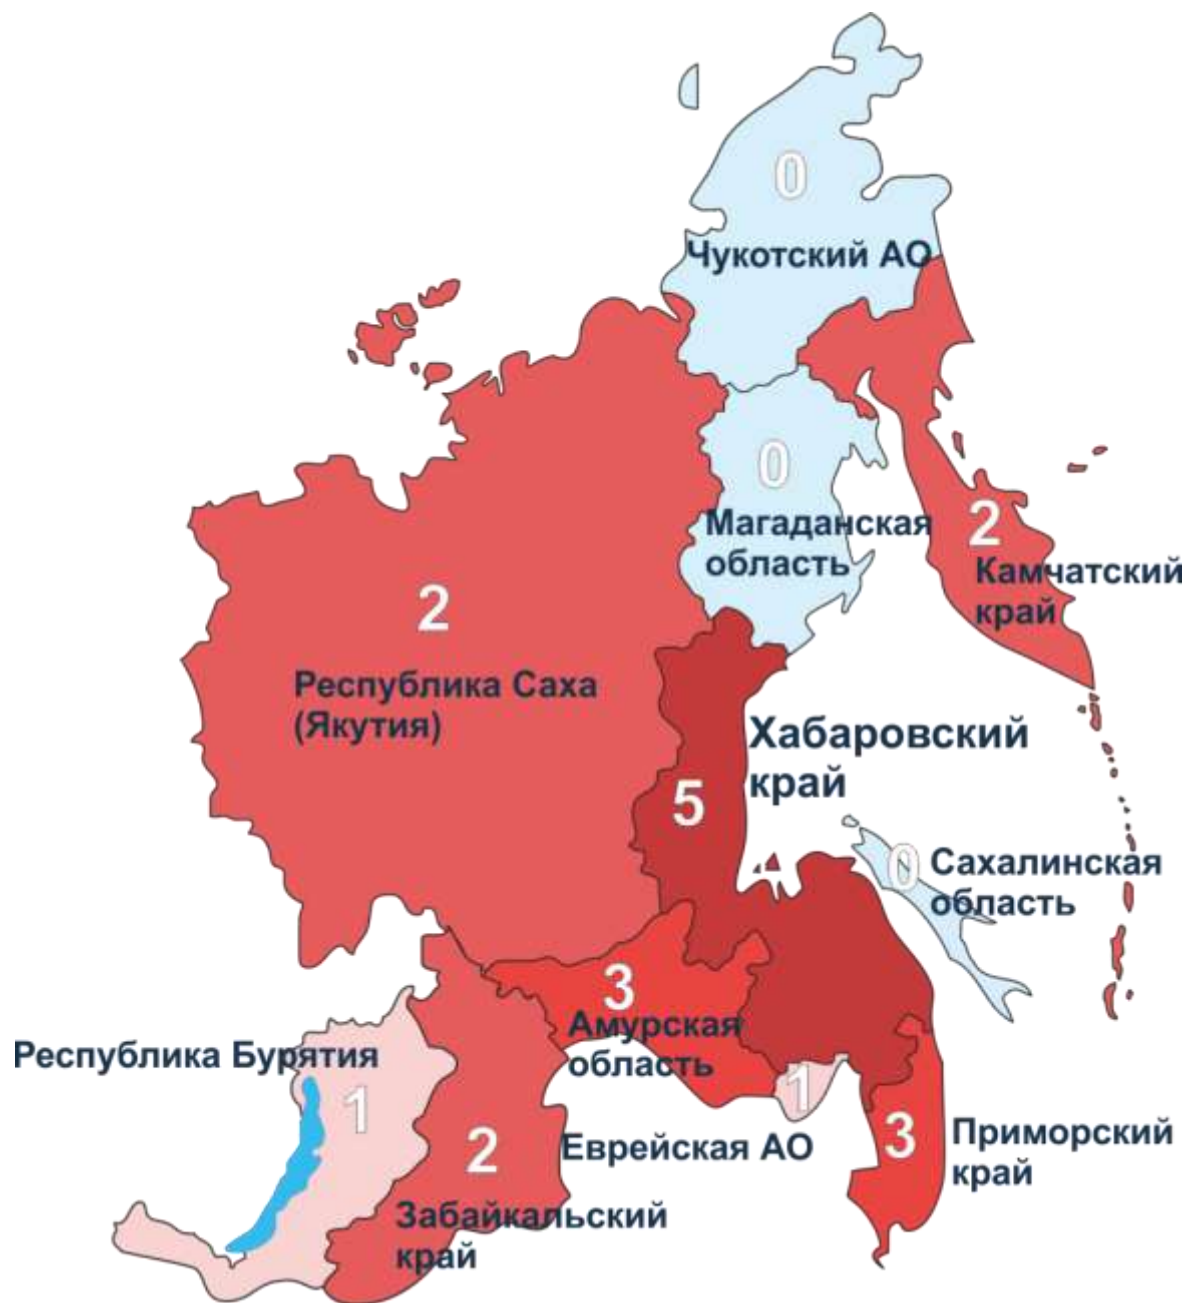 0
Чукотский АО
0
Магаданская
область
2
Камчатский
край
2
Республика Саха
(Якутия)
Хабаровский
край
5
0
Сахалинская
область
3
Амурская
область
Республика Бурятия
1
1
2
Еврейская АО
3
Приморский
край
Забайкальский
край